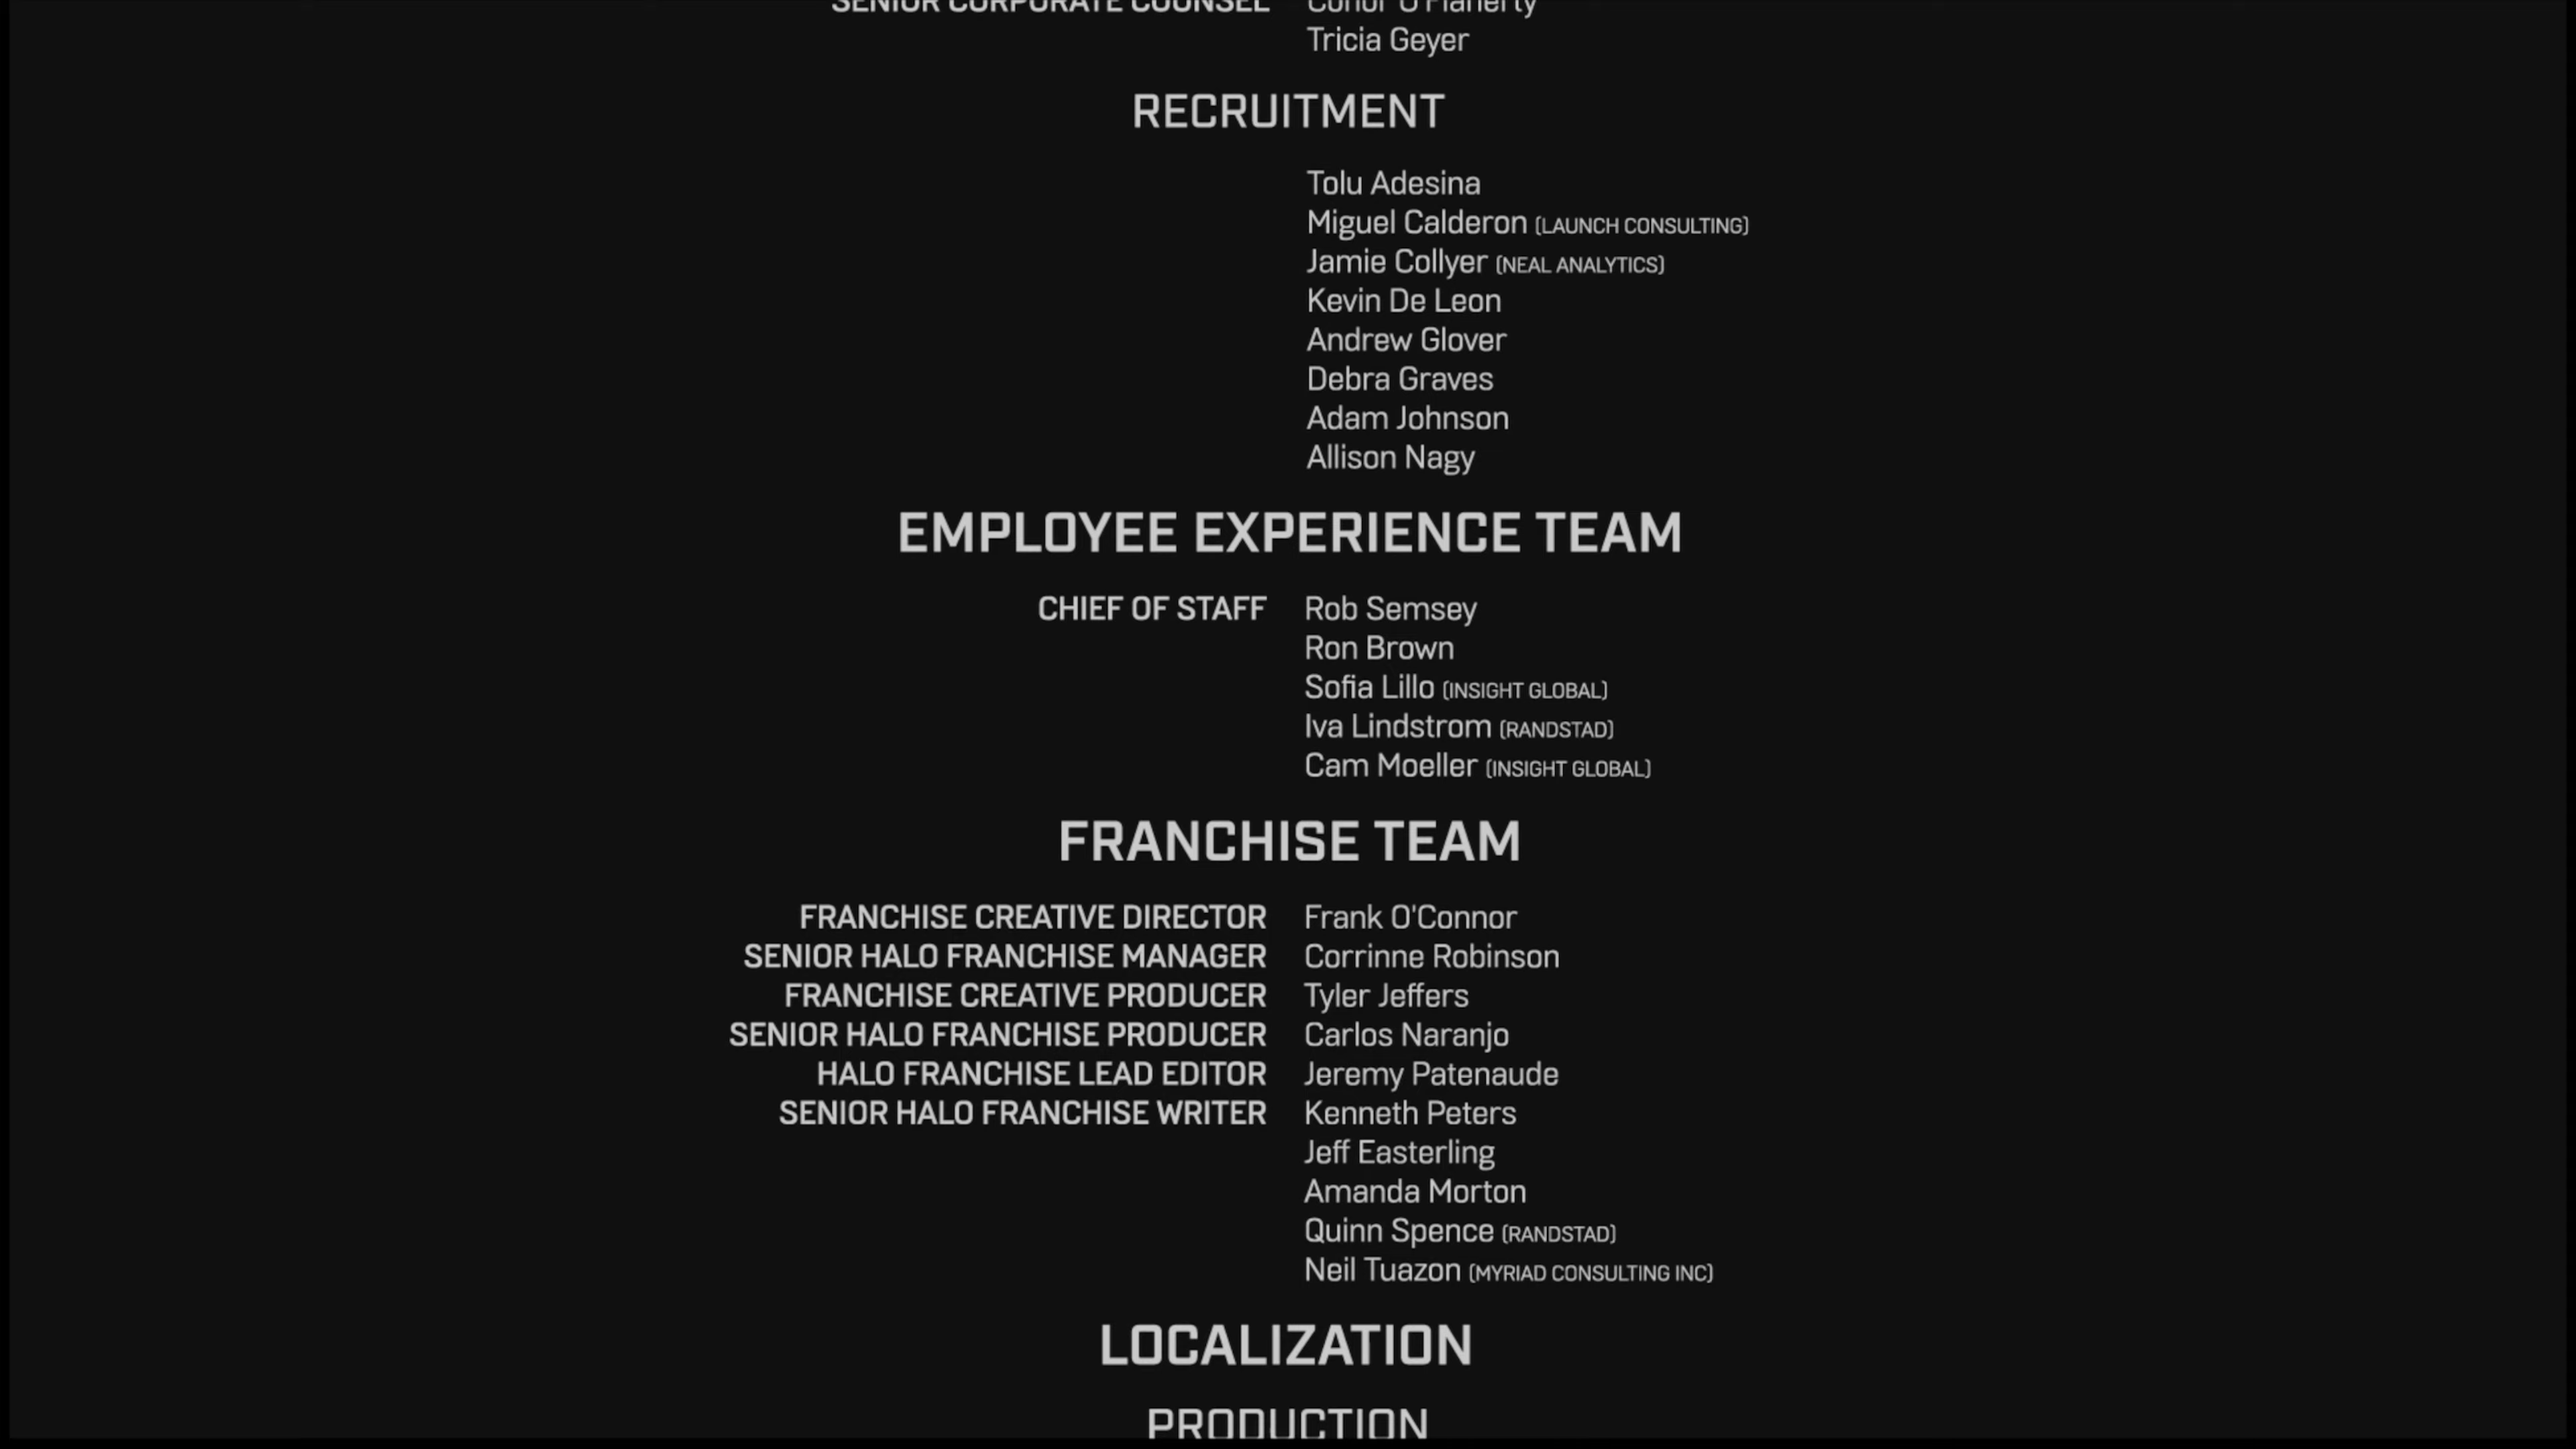 SENIOR CORPORATE COUNSEL Conor O'Flaherty
Tricia Geyer
RECRUITMENT
Tolu Adesina
Miguel Calderon (LAUNCH CONSULTING)
Jamie Collyer (NEAL ANALYTICS)
Kevin De Leon
Andrew Glover
Debra Graves
Adam Johnson
Allison Nagy
EMPLOYEE EXPERIENCE TEAM
CHIEF OF STAFF Rob Semsey
Ron Brown
Sofia Lillo (INSIGHT GLOBAL)
Iva Lindstrom (RANDSTAD)
Cam Moeller (INSIGHT GLOBAL)
FRANCHISE TEAM
FRANCHISE CREATIVE DIRECTOR Frank O'Connor
SENIOR HALO FRANCHISE MANAGER Corrinne Robinson
FRANCHISE CREATIVE PRODUCER Tyler Jeffers
SENIOR HALO FRANCHISE PRODUCER Carlos Naranjo
HALO FRANCHISE LEAD EDITOR Jeremy Patenaude
SENIOR HALO FRANCHISE WRITER Kenneth Peters
Jeff Easterling
Amanda Morton
Quinn Spence (RANDSTAD)
Neil Tuazon (MYRIAD CONSULTING INC)
LOCALIZATION
PRODUCTION